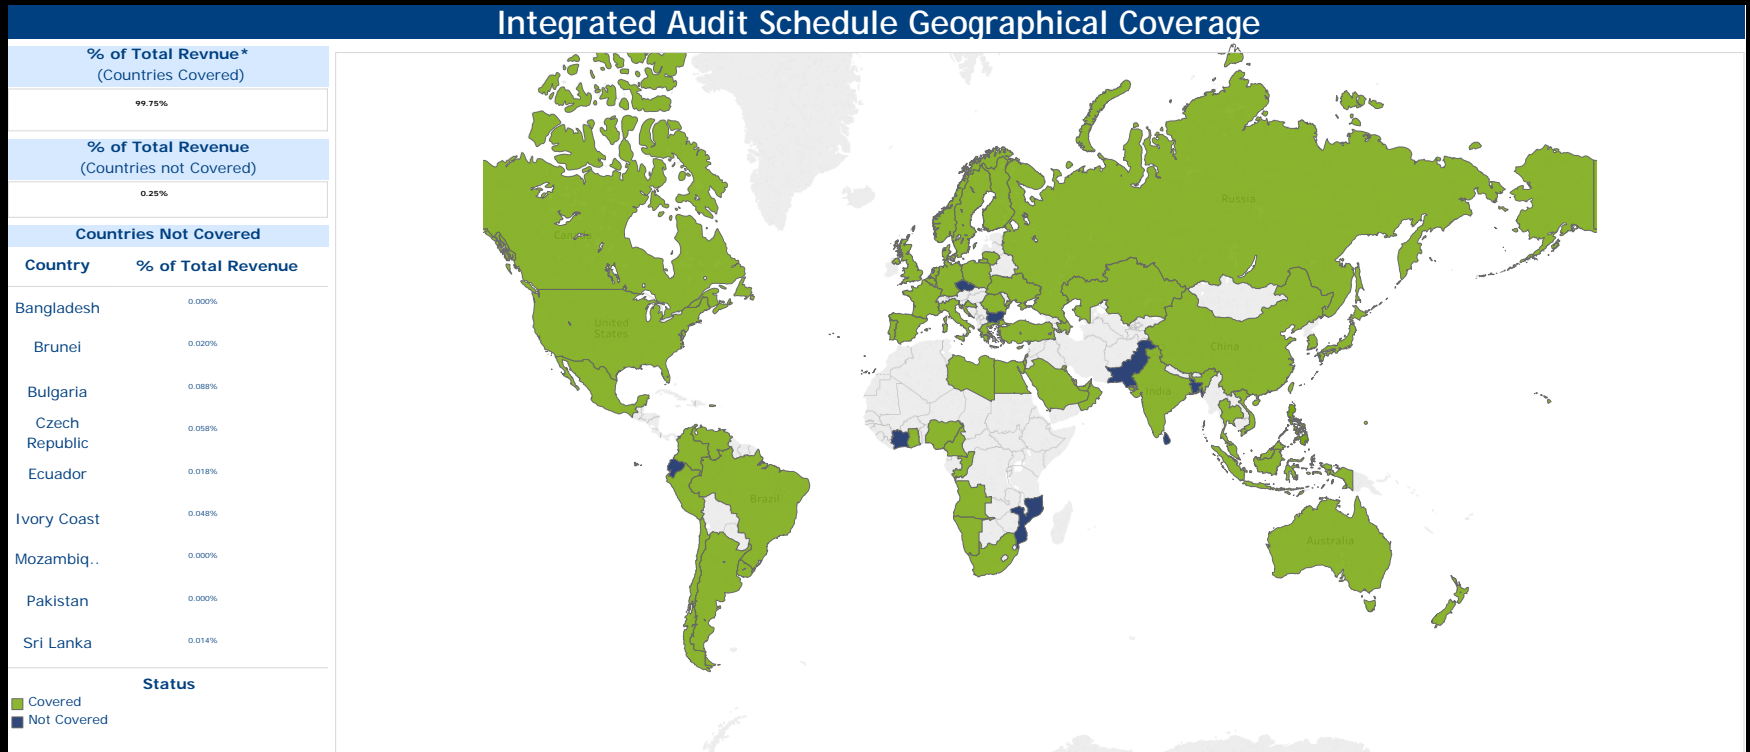 Integrated Audit Schedule Geographical Coverage
% of Total Revnue*
(Countries Covered)
99.75%
% of Total Revenue
(Countries not Covered)
0.25%
Countries Not Covered
Country % of Total Revenue
Bangladesh 0.000%
Brunei 0.020%
Bulgaria 0.088%
Czech
Republic 0.058%
Ecuador 0.018%
Ivory Coast 0.048%
Mozambiq.. 0.000%
Pakistan 0.000%
Sri Lanka 0.014%
Status
Covered
Not Covered
Canada
United
States
Brazil
Russia
China
India
Australia